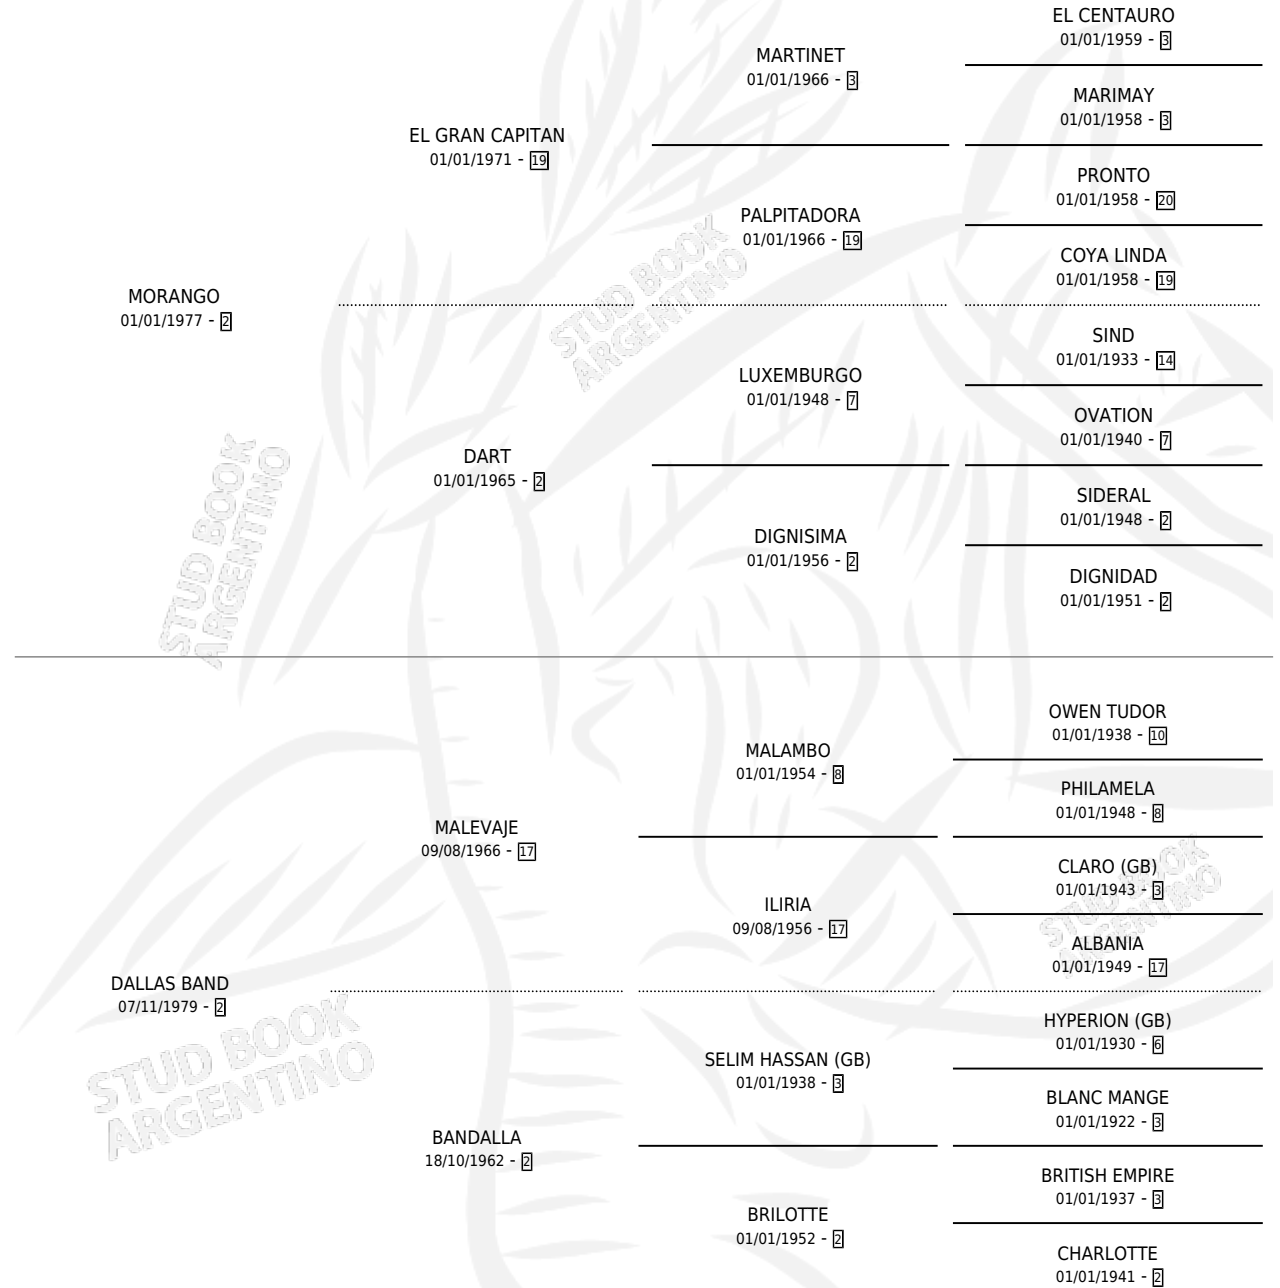 EL CENTAURO
01/01/1959 - 3
MARTINET
01/01/1966 - 3
MARIMAY
01/01/1958 - 3
EL GRAN CAPITAN
01/01/1971 - 19
PRONTO
01/01/1958 - 20
PALPITADORA
01/01/1966 - 19
COYA LINDA
01/01/1958 - 19
MORANGO
01/01/1977 - 2
STUD BOOK
ARGENTINO
SIND
01/01/1933 - 14
LUXEMBURGO
01/01/1948 - 7
OVATION
01/01/1940 - 7
DART
01/01/1965 - 2
SIDERAL
01/01/1948 - 2
DIGNISIMA
01/01/1956 - 2
DIGNIDAD
01/01/1951 - 2
STUD BOOK
ARGENTINO
OWEN TUDOR
01/01/1938 - 10
MALAMBO
01/01/1954 - 8
PHILAMELA
01/01/1948 - 8
MALEVAJE
09/08/1966 - 17
CLARO (GB)
01/01/1943 - 3
ILIRIA
09/08/1956 - 17
STUD BOOK
ARGENTINO
ALBANIA
01/01/1949 - 17
DALLAS BAND
07/11/1979 - 2
HYPERION (GB)
01/01/1930 - 6
SELIM HASSAN (GB)
01/01/1938 - 3
STUD BOOK
ARGENTINO
BLANC MANGE
01/01/1922 - 3
BANDALLA
18/10/1962 - 2
BRITISH EMPIRE
01/01/1937 - 3
BRILOTTE
01/01/1952 - 2
CHARLOTTE
01/01/1941 - 2